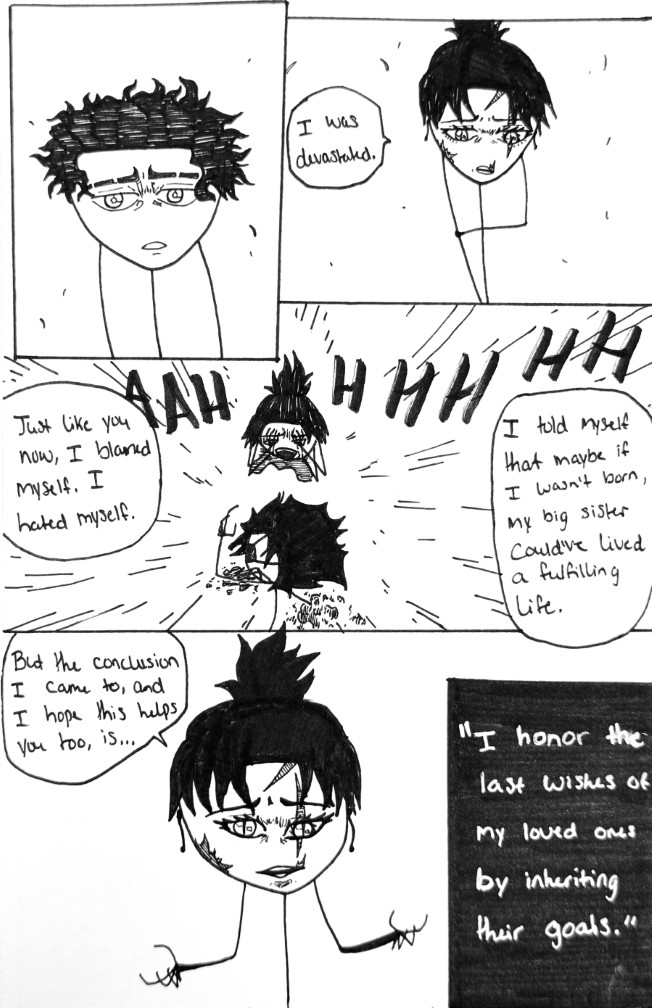 I was
devastated.
AAH H H H H H
Just like you
now, I blamed
myself. I
hated myself.
I told myself
that maybe if
I wasn't born,
my big sister
could've lived
a fulfilling
life.
But the conclusion
I came to, and
I hope this helps
you too, is...
"I honor the
last wishes of
my loved ones
by inheriting
their goals."